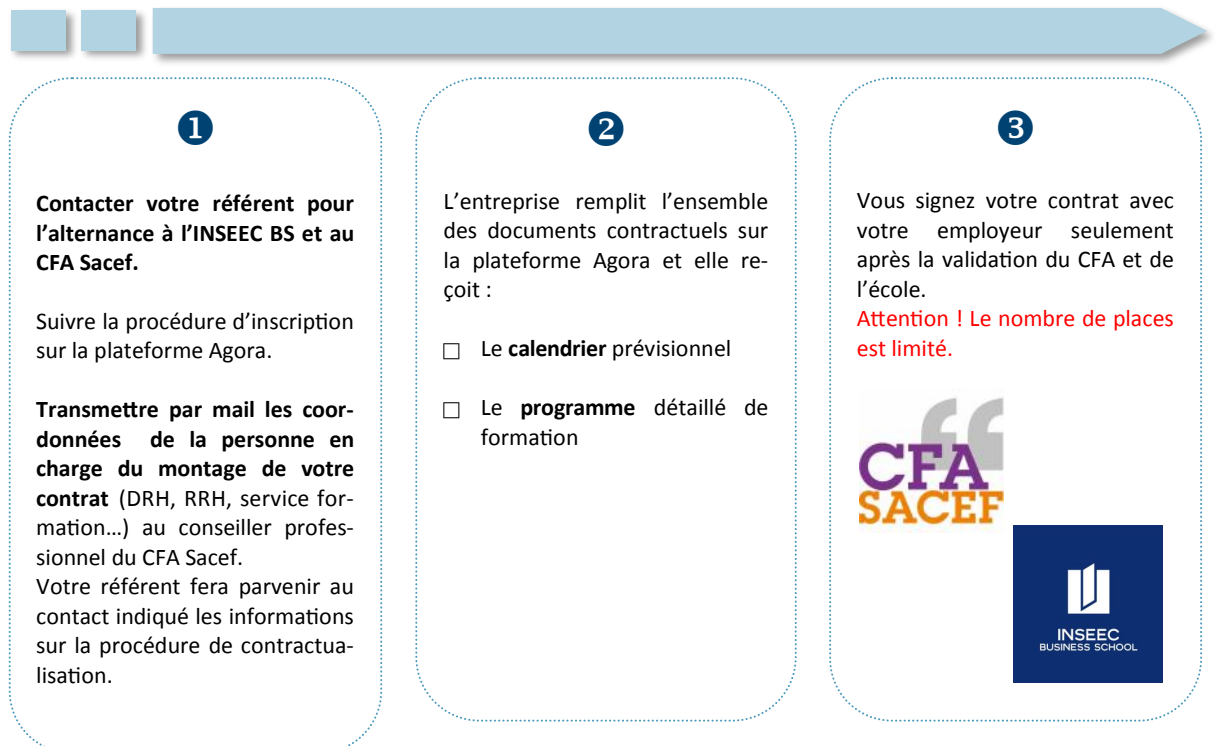 ❶
Contacter votre référent pour
l’alternance à l’INSEEC BS et au
CFA Sacef.
Suivre la procédure d’inscription
sur la plateforme Agora.
Transmettre par mail les coor-
données de la personne en
charge du montage de votre
contrat (DRH, RRH, service for-
mation…) au conseiller profes-
sionnel du CFA Sacef.
Votre référent fera parvenir au
contact indiqué les informations
sur la procédure de contractua-
lisation.
❷
L’entreprise remplit l’ensemble
des documents contractuels sur
la plateforme Agora et elle re-
çoit :
□ Le calendrier prévisionnel
□ Le programme détaillé de
formation
❸
Vous signez votre contrat avec
votre employeur seulement
après la validation du CFA et de
l’école.
Attention ! Le nombre de places
est limité.
CFA
SACEF
INSEEC
BUSINESS SCHOOL